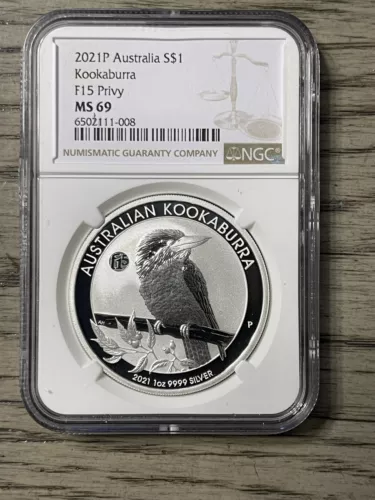 2021P Australia S$1
Kookaburra
F15 Privy
MS 69
6502111-008
NUMISMATIC GUARANTY COMPANY
NGC
AUSTRALIAN KOOKABURRA
P
2021 1oz 9999 SILVER